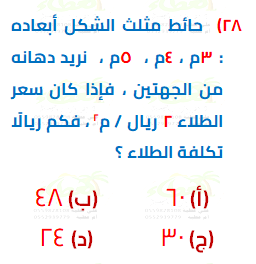 ٢٨) حائط مثلث الشكل أبعاده
: ٣م ، ٤م ، ٥م ، نريد دهانه
من الجهتين ، فإذا كان سعر
الطلاء ٢ ريال / م٢ ، فكم ريالًا
تكلفة الطلاء ؟
(أ) ٦٠ (ب) ٤٨
(ج) ٣٠ (د) ٢٤